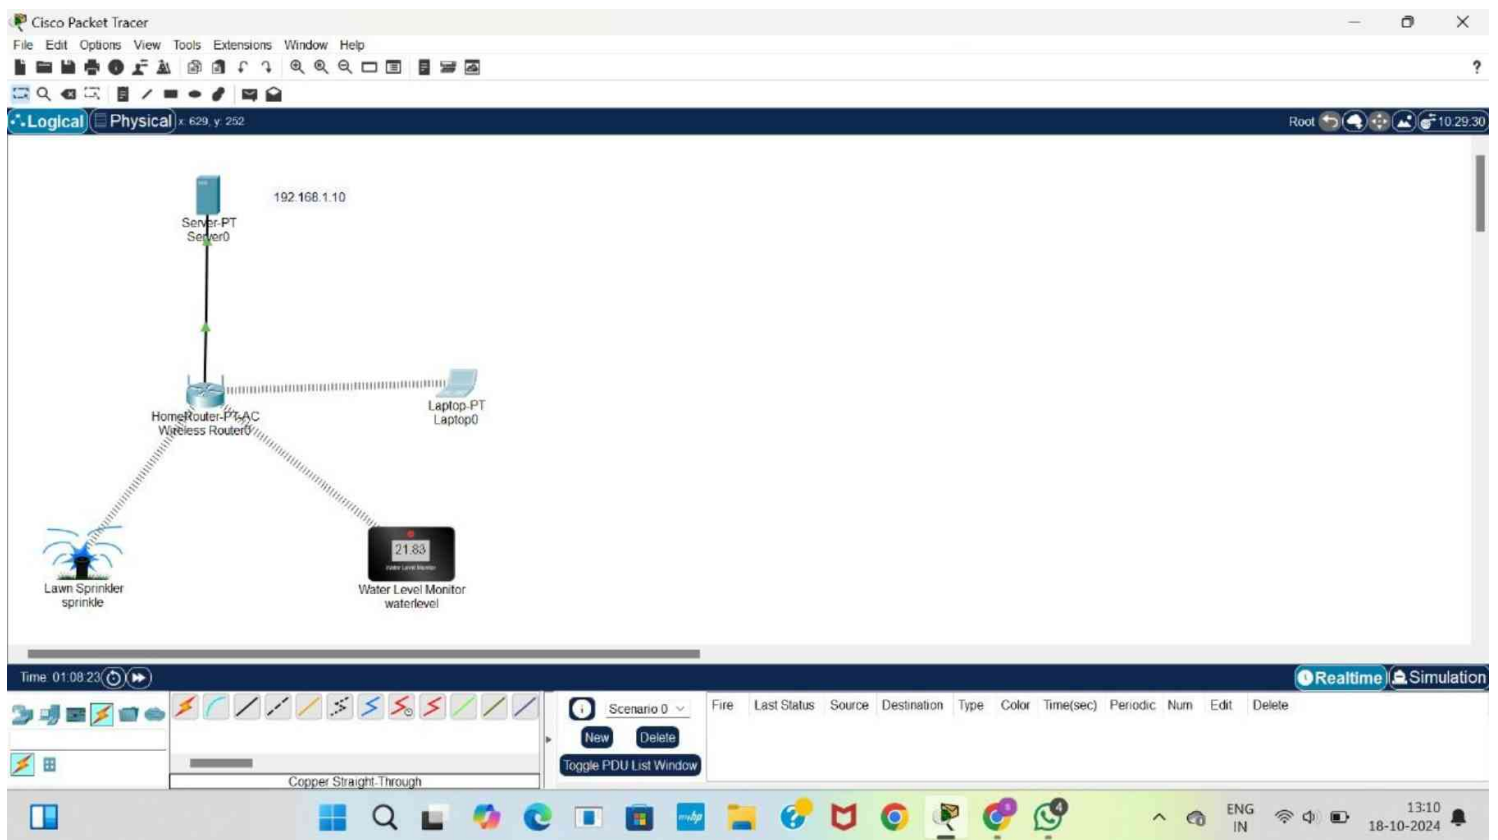 Cisco Packet Tracer
File Edit Options View Tools Extensions Window Help
?
Logical Physical x: 629, y: 252
Root 10:29:30
192.168.1.10
Server-PT
Server0
HomeRouter-PT-AC
Wireless Router0
Laptop-PT
Laptop0
21.83
Water Level Monitor
Lawn Sprinkler
sprinkle
Water Level Monitor
waterlevel
Time: 01:08:23
Realtime Simulation
Scenario 0
New Delete
Toggle PDU List Window
Fire Last Status Source Destination Type Color Time(sec) Periodic Num Edit Delete
Copper Straight-Through
4
ENG
IN
13:10
18-10-2024